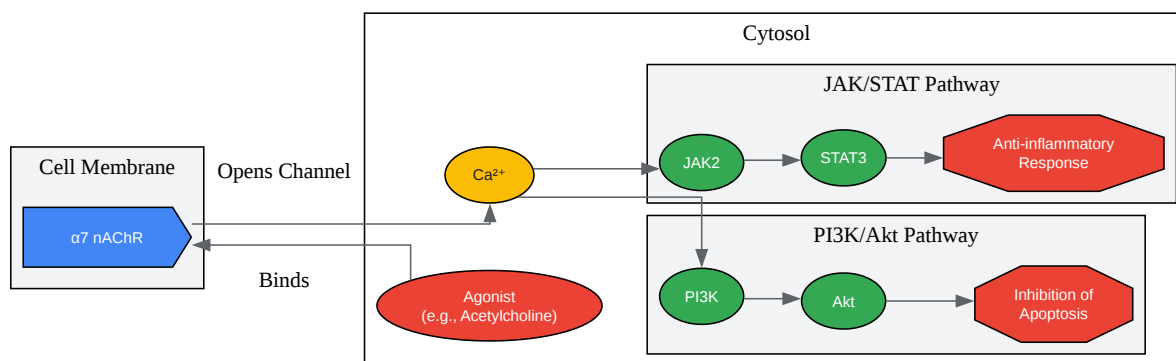 Cytosol
JAK/STAT Pathway
Cell Membrane
Opens Channel
α7 nAChR
Ca²⁺
JAK2
STAT3
Anti-inflammatory
Response
PI3K/Akt Pathway
Binds
Agonist
(e.g., Acetylcholine)
PI3K
Akt
Inhibition of
Apoptosis